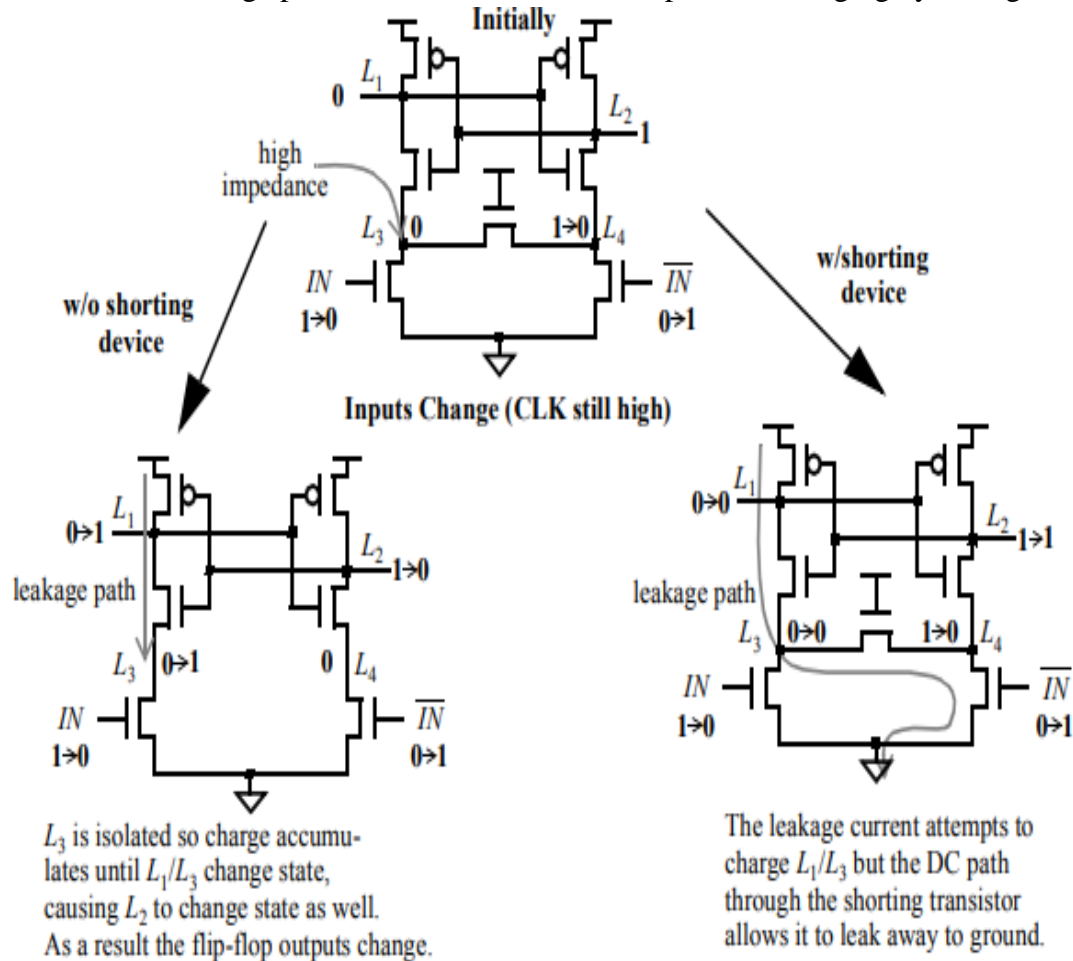 Initially
L1
0
L2
1
high
impedance
L3 0
1→0 L4
IN
1→0
IN̅
0→1
w/o shorting
device
w/shorting
device
Inputs Change (CLK still high)
0→1 L1
L2
1→0
leakage path
L3 0→1
0 L4
IN
1→0
IN̅
0→1
L3 is isolated so charge accumu-
lates until L1/L3 change state,
causing L2 to change state as well.
As a result the flip-flop outputs change.
0→0 L1
L2
1→1
leakage path
L3 0→0
1→0 L4
IN
1→0
IN̅
0→1
The leakage current attempts to
charge L1/L3 but the DC path
through the shorting transistor
allows it to leak away to ground.